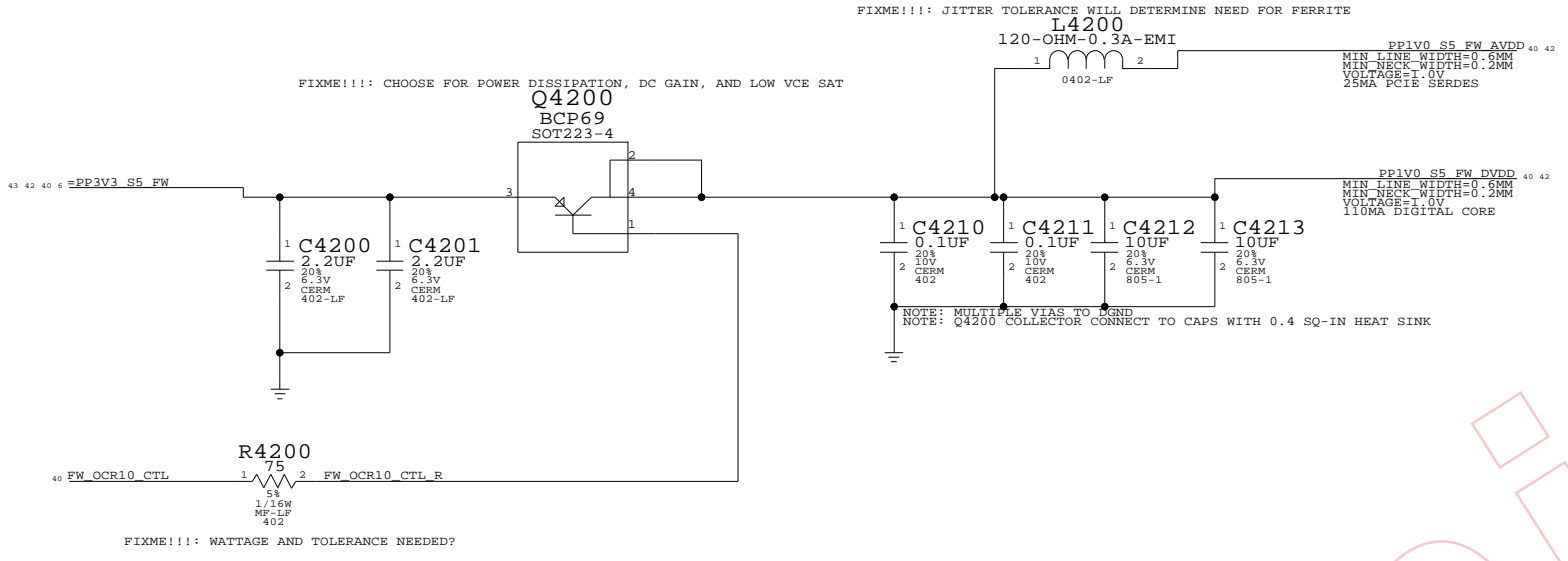 FIXME!!!: JITTER TOLERANCE WILL DETERMINE NEED FOR FERRITE
L4200
120-OHM-0.3A-EMI
1 2
0402-LF
PP1V0_S5_FW_AVDD 40 42
MIN_LINE_WIDTH=0.6MM
MIN_NECK_WIDTH=0.2MM
VOLTAGE=1.0V
25MA PCIE SERDES
FIXME!!!: CHOOSE FOR POWER DISSIPATION, DC GAIN, AND LOW VCE SAT
Q4200
BCP69
SOT223-4
2
3
4
1
43 42 40 6 =PP3V3_S5_FW
PP1V0_S5_FW_DVDD 40 42
MIN_LINE_WIDTH=0.6MM
MIN_NECK_WIDTH=0.2MM
VOLTAGE=1.0V
110MA DIGITAL CORE
1
C4200
2.2UF
20%
6.3V
2
CERM
402-LF
1
C4201
2.2UF
20%
6.3V
2
CERM
402-LF
1
C4210
0.1UF
20%
10V
2
CERM
402
1
C4211
0.1UF
20%
10V
2
CERM
402
1
C4212
10UF
20%
6.3V
2
CERM
805-1
1
C4213
10UF
20%
6.3V
2
CERM
805-1
NOTE: MULTIPLE VIAS TO DGND
NOTE: Q4200 COLLECTOR CONNECT TO CAPS WITH 0.4 SQ-IN HEAT SINK
R4200
75
40 FW_OCR10_CTL 1 2 FW_OCR10_CTL_R
5%
1/16W
MF-LF
402
FIXME!!!: WATTAGE AND TOLERANCE NEEDED?